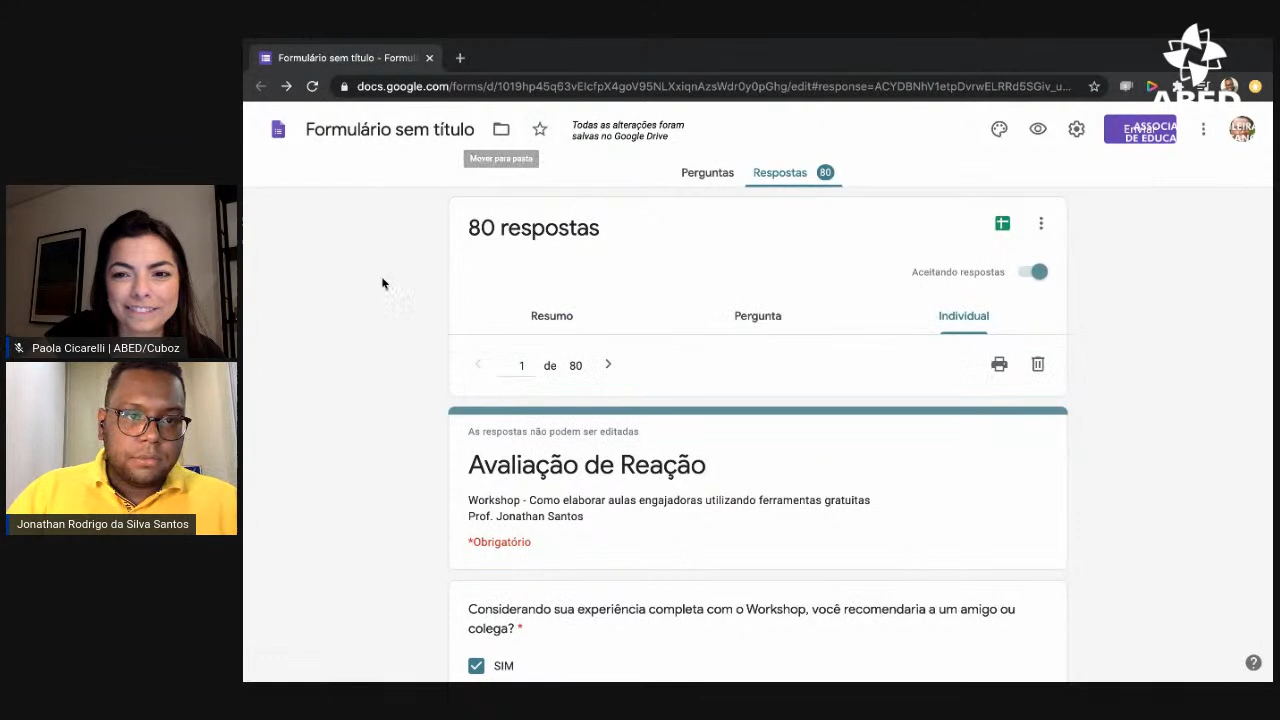 Formulário sem título - Formul
docs.google.com/forms/d/1019hp45q63vElcfpX4goV95NLXxiqnAzsWdr0y0pGhg/edit#response=ACYDBNhV1etpDvrwELRRd5SGiv_u...
ABED
Formulário sem título
Todas as alterações foram
salvas no Google Drive
ASSOCIA
LEIRA
DE EDUCA
Mover para pasta
Perguntas
Respostas
80
80 respostas
Aceitando respostas
Resumo
Pergunta
Individual
1 de 80
Paola Cicarelli | ABED/Cuboz
As respostas não podem ser editadas
Avaliação de Reação
Workshop - Como elaborar aulas engajadoras utilizando ferramentas gratuitas
Prof. Jonathan Santos
*Obrigatório
Jonathan Rodrigo da Silva Santos
Considerando sua experiência completa com o Workshop, você recomendaria a um amigo ou
colega? *
SIM